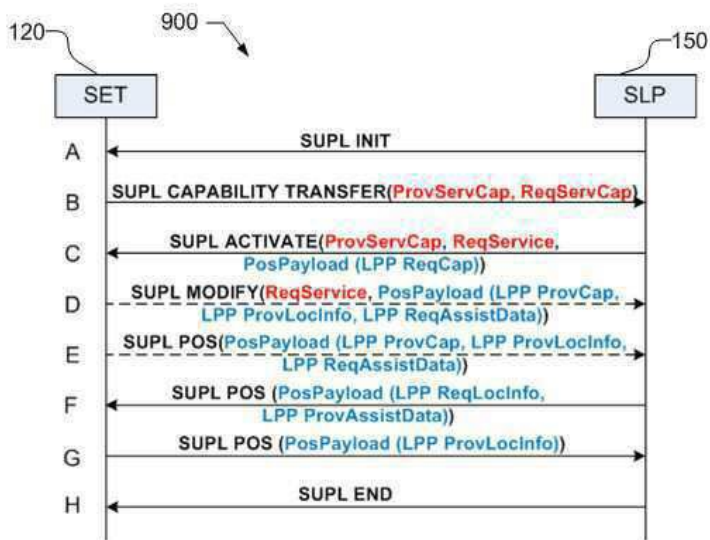 900
120
150
SET
SLP
A
SUPL INIT
B
SUPL CAPABILITY TRANSFER(ProvServCap, ReqServCap)
C
SUPL ACTIVATE(ProvServCap, ReqService,
PosPayload (LPP ReqCap))
D
SUPL MODIFY(ReqService, PosPayload (LPP ProvCap,
LPP ProvLocInfo, LPP ReqAssistData))
E
SUPL POS(PosPayload (LPP ProvCap, LPP ProvLocInfo,
LPP ReqAssistData))
F
SUPL POS (PosPayload (LPP ReqLocInfo,
LPP ProvAssistData))
G
SUPL POS (PosPayload (LPP ProvLocInfo))
H
SUPL END